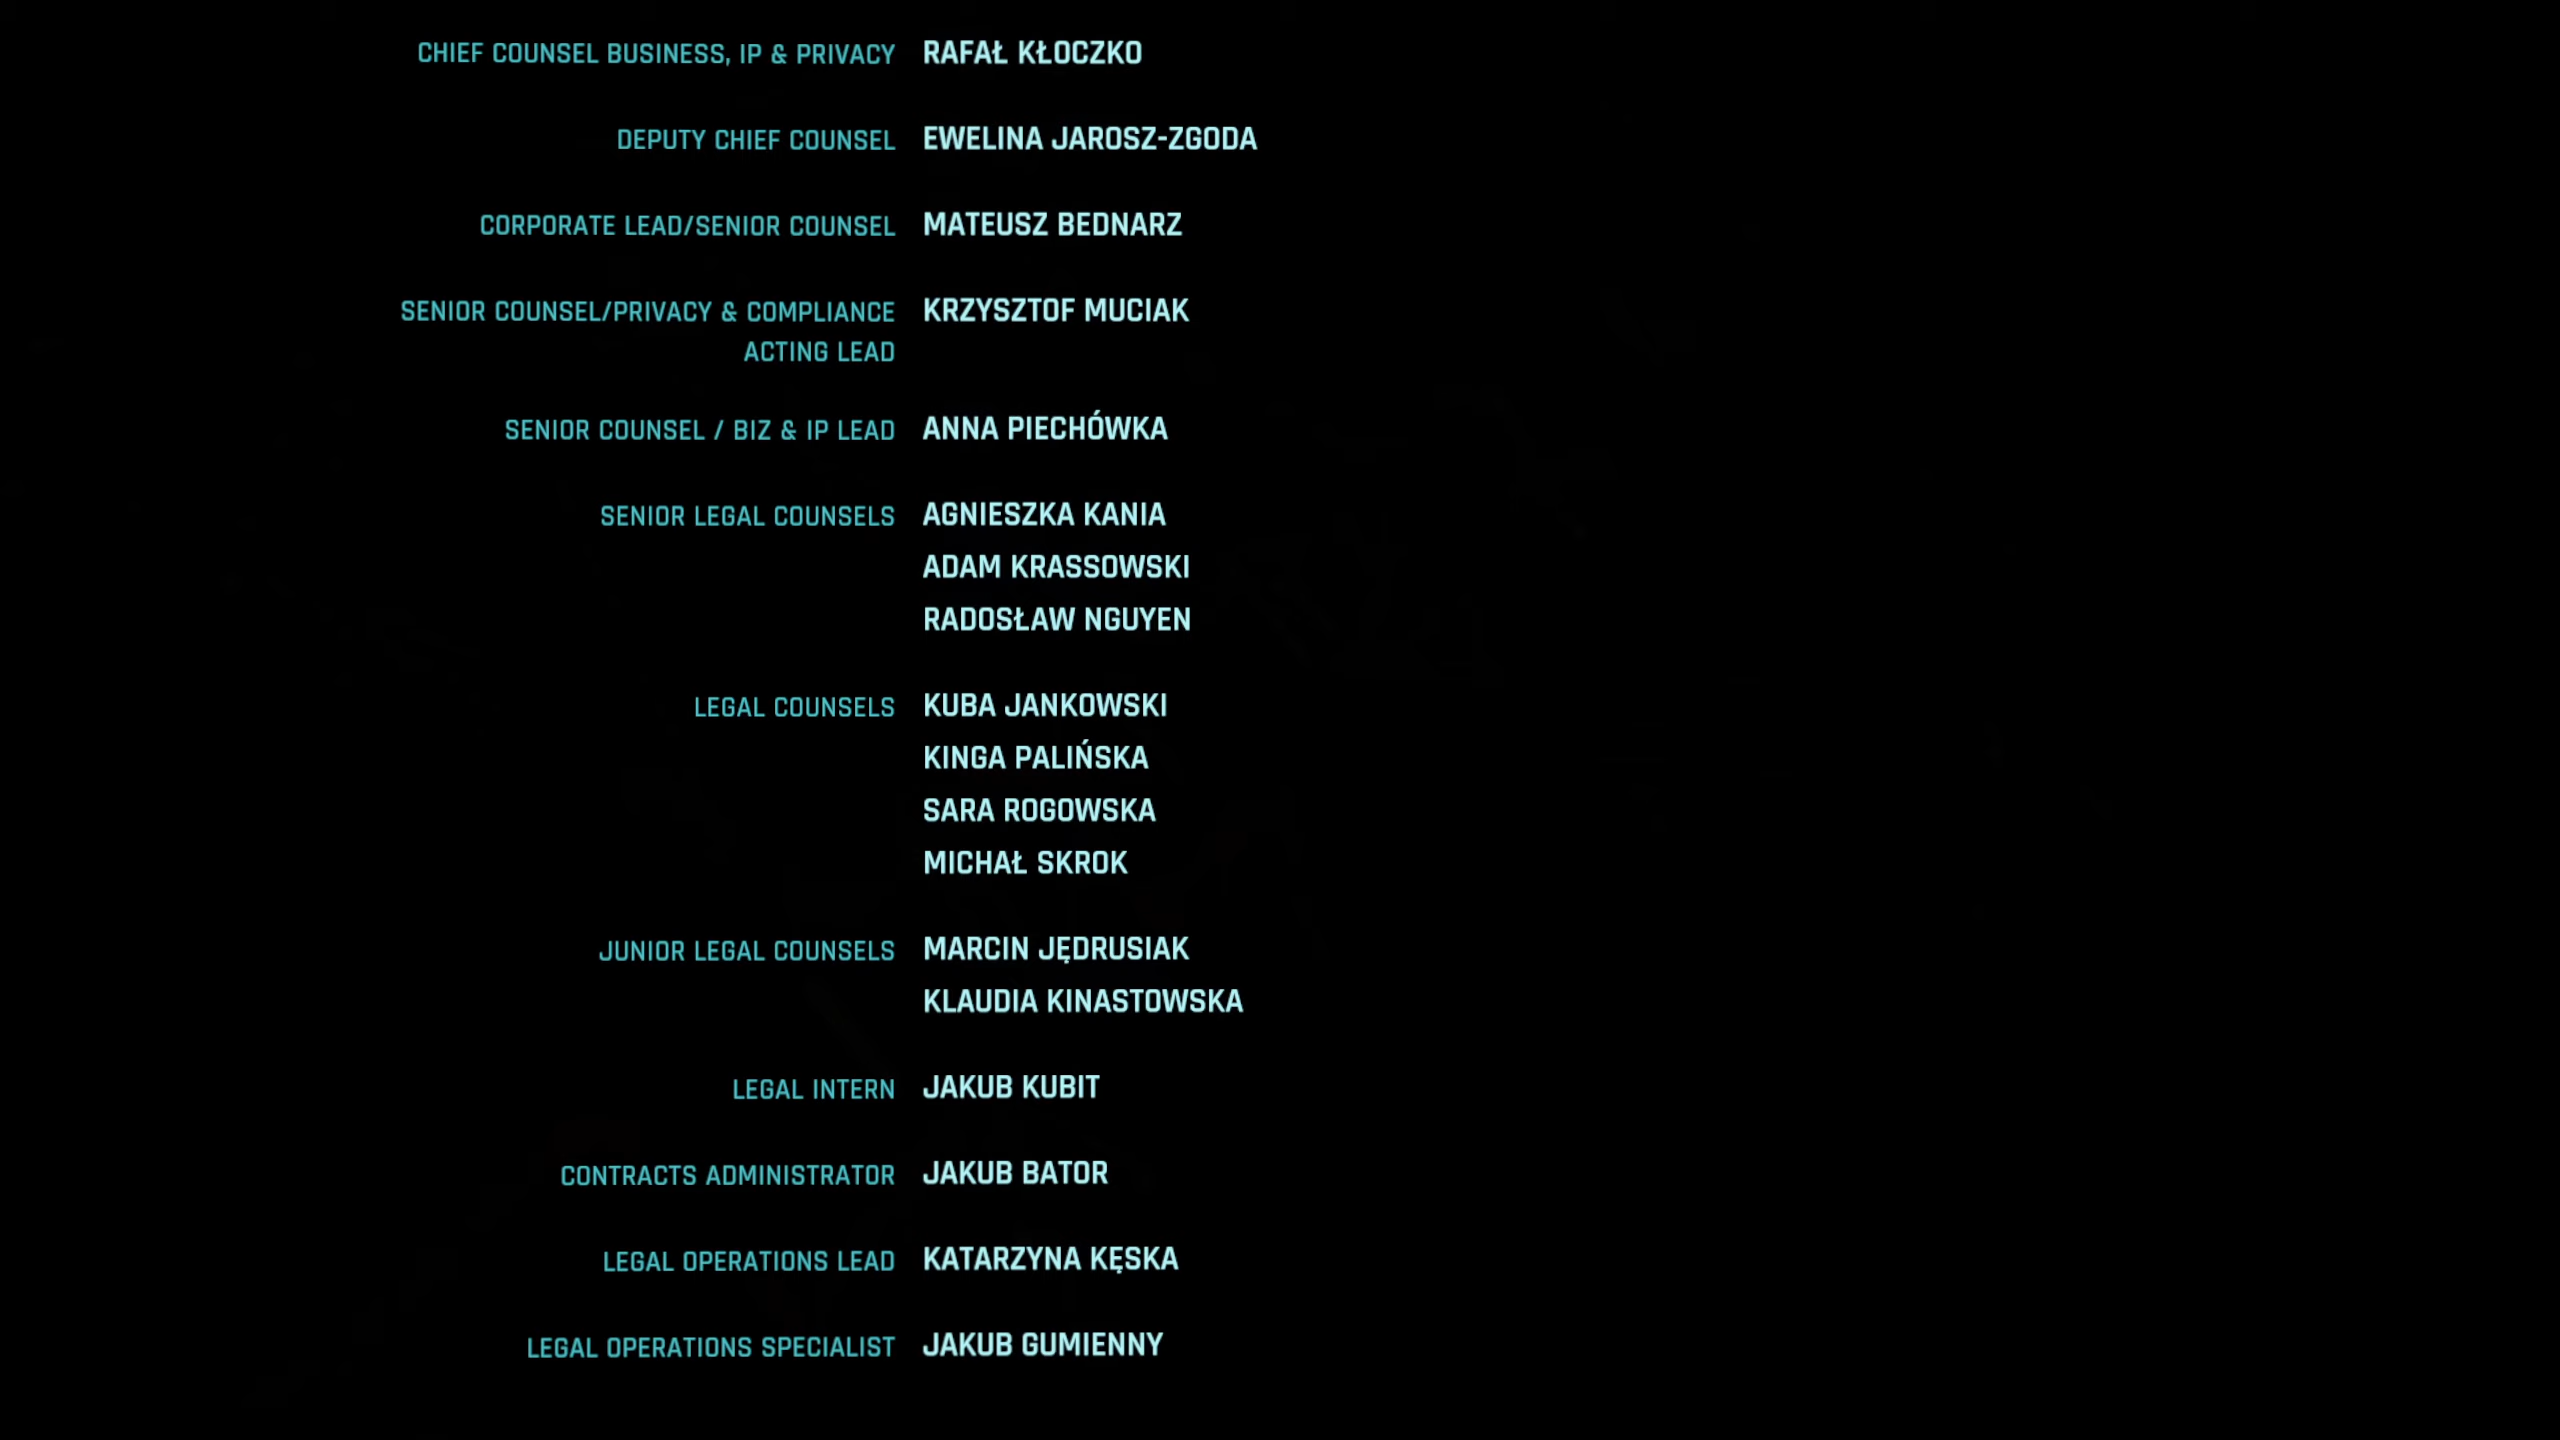 CHIEF COUNSEL BUSINESS, IP & PRIVACY RAFAŁ KŁOCZKO
DEPUTY CHIEF COUNSEL EWELINA JAROSZ-ZGODA
CORPORATE LEAD/SENIOR COUNSEL MATEUSZ BEDNARZ
SENIOR COUNSEL/PRIVACY & COMPLIANCE KRZYSZTOF MUCIAK
ACTING LEAD
SENIOR COUNSEL / BIZ & IP LEAD ANNA PIECHÓWKA
SENIOR LEGAL COUNSELS AGNIESZKA KANIA
ADAM KRASSOWSKI
RADOSŁAW NGUYEN
LEGAL COUNSELS KUBA JANKOWSKI
KINGA PALIŃSKA
SARA ROGOWSKA
MICHAŁ SKROK
JUNIOR LEGAL COUNSELS MARCIN JĘDRUSIAK
KLAUDIA KINASTOWSKA
LEGAL INTERN JAKUB KUBIT
CONTRACTS ADMINISTRATOR JAKUB BATOR
LEGAL OPERATIONS LEAD KATARZYNA KĘSKA
LEGAL OPERATIONS SPECIALIST JAKUB GUMIENNY